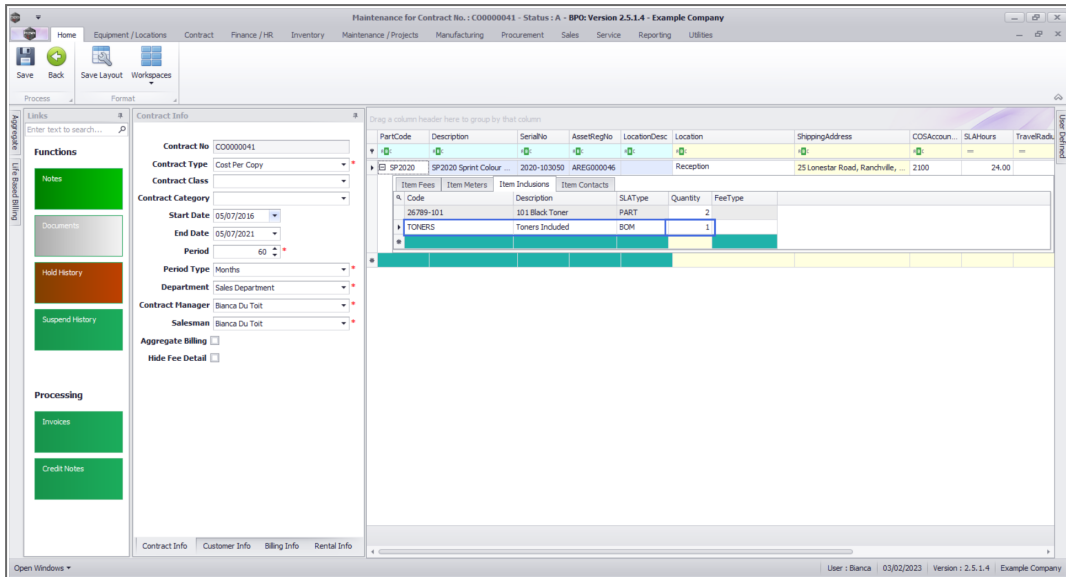 Maintenance for Contract No. : CO0000041 - Status : A - BPO: Version 2.5.1.4 - Example Company
Home Equipment / Locations Contract Finance / HR Inventory Maintenance / Projects Manufacturing Procurement Sales Service Reporting Utilities
Save Back Save Layout Workspaces
Process Format
Aggregate
Life Based Billing
Links
Enter text to search...
Functions
Notes
Documents
Hold History
Suspend History
Processing
Invoices
Credit Notes
Contract Info
Contract No CO0000041
Contract Type Cost Per Copy *
Contract Class
Contract Category
Start Date 05/07/2016
End Date 05/07/2021
Period 60 *
Period Type Months *
Department Sales Department *
Contract Manager Bianca Du Toit *
Salesman Bianca Du Toit *
Aggregate Billing
Hide Fee Detail
Contract Info Customer Info Billing Info Rental Info
Drag a column header here to group by that column
PartCode Description SerialNo AssetRegNo LocationDesc Location ShippingAddress COSAccoun... SLAHours TravelRadiu
SP2020 SP2020 Sprint Colour ... 2020-103050 AREG000046 Reception 25 Lonestar Road, Ranchville, ... 2100 24.00
Item Fees Item Meters Item Inclusions Item Contacts
Code Description SLAType Quantity FeeType
26789-101 101 Black Toner PART 2
TONERS Toners Included BOM 1
User Defined
Open Windows User : Bianca 03/02/2023 Version : 2.5.1.4 Example Company